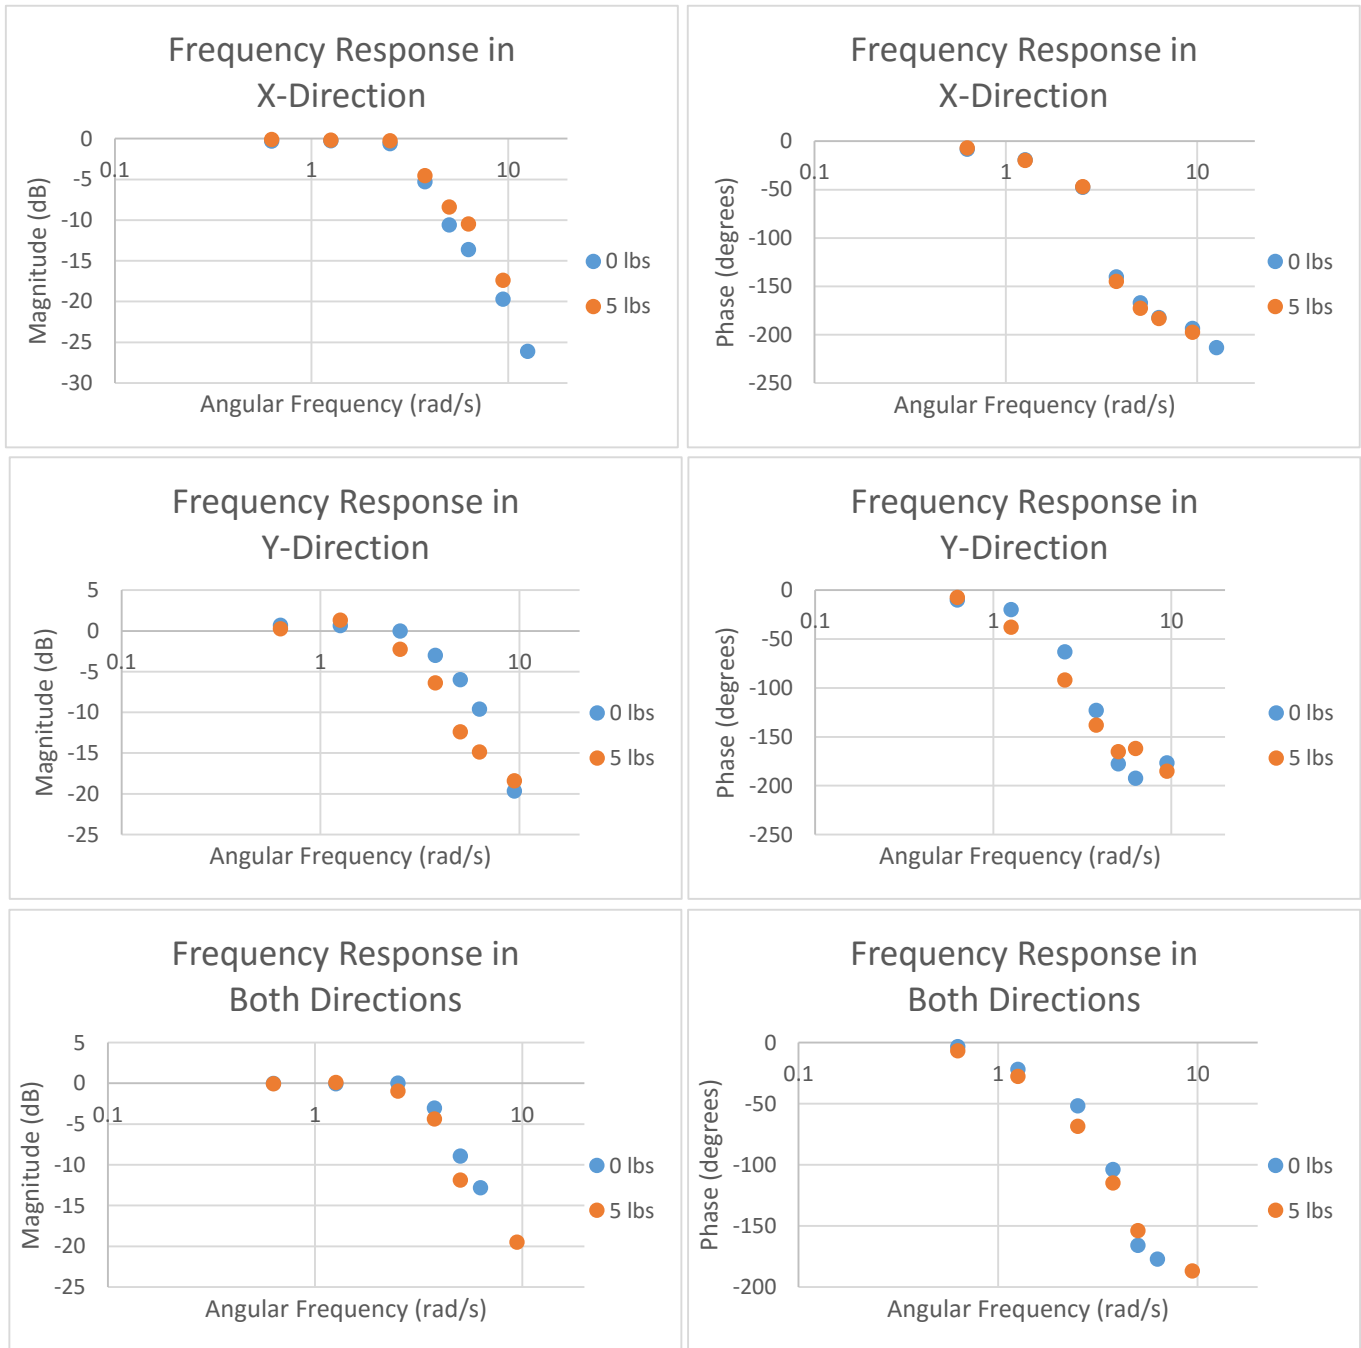 Frequency Response in
X-Direction
0
-5
-10
-15
-20
-25
-30
0.1
1
10
Magnitude (dB)
Angular Frequency (rad/s)
0 lbs
5 lbs
Frequency Response in
X-Direction
0
-50
-100
-150
-200
-250
0.1
1
10
Phase (degrees)
Angular Frequency (rad/s)
0 lbs
5 lbs
Frequency Response in
Y-Direction
5
0
-5
-10
-15
-20
-25
0.1
1
10
Magnitude (dB)
Angular Frequency (rad/s)
0 lbs
5 lbs
Frequency Response in
Y-Direction
0
-50
-100
-150
-200
-250
0.1
1
10
Phase (degrees)
Angular Frequency (rad/s)
0 lbs
5 lbs
Frequency Response in
Both Directions
5
0
-5
-10
-15
-20
-25
0.1
1
10
Magnitude (dB)
Angular Frequency (rad/s)
0 lbs
5 lbs
Frequency Response in
Both Directions
0
-50
-100
-150
-200
0.1
1
10
Phase (degrees)
Angular Frequency (rad/s)
0 lbs
5 lbs